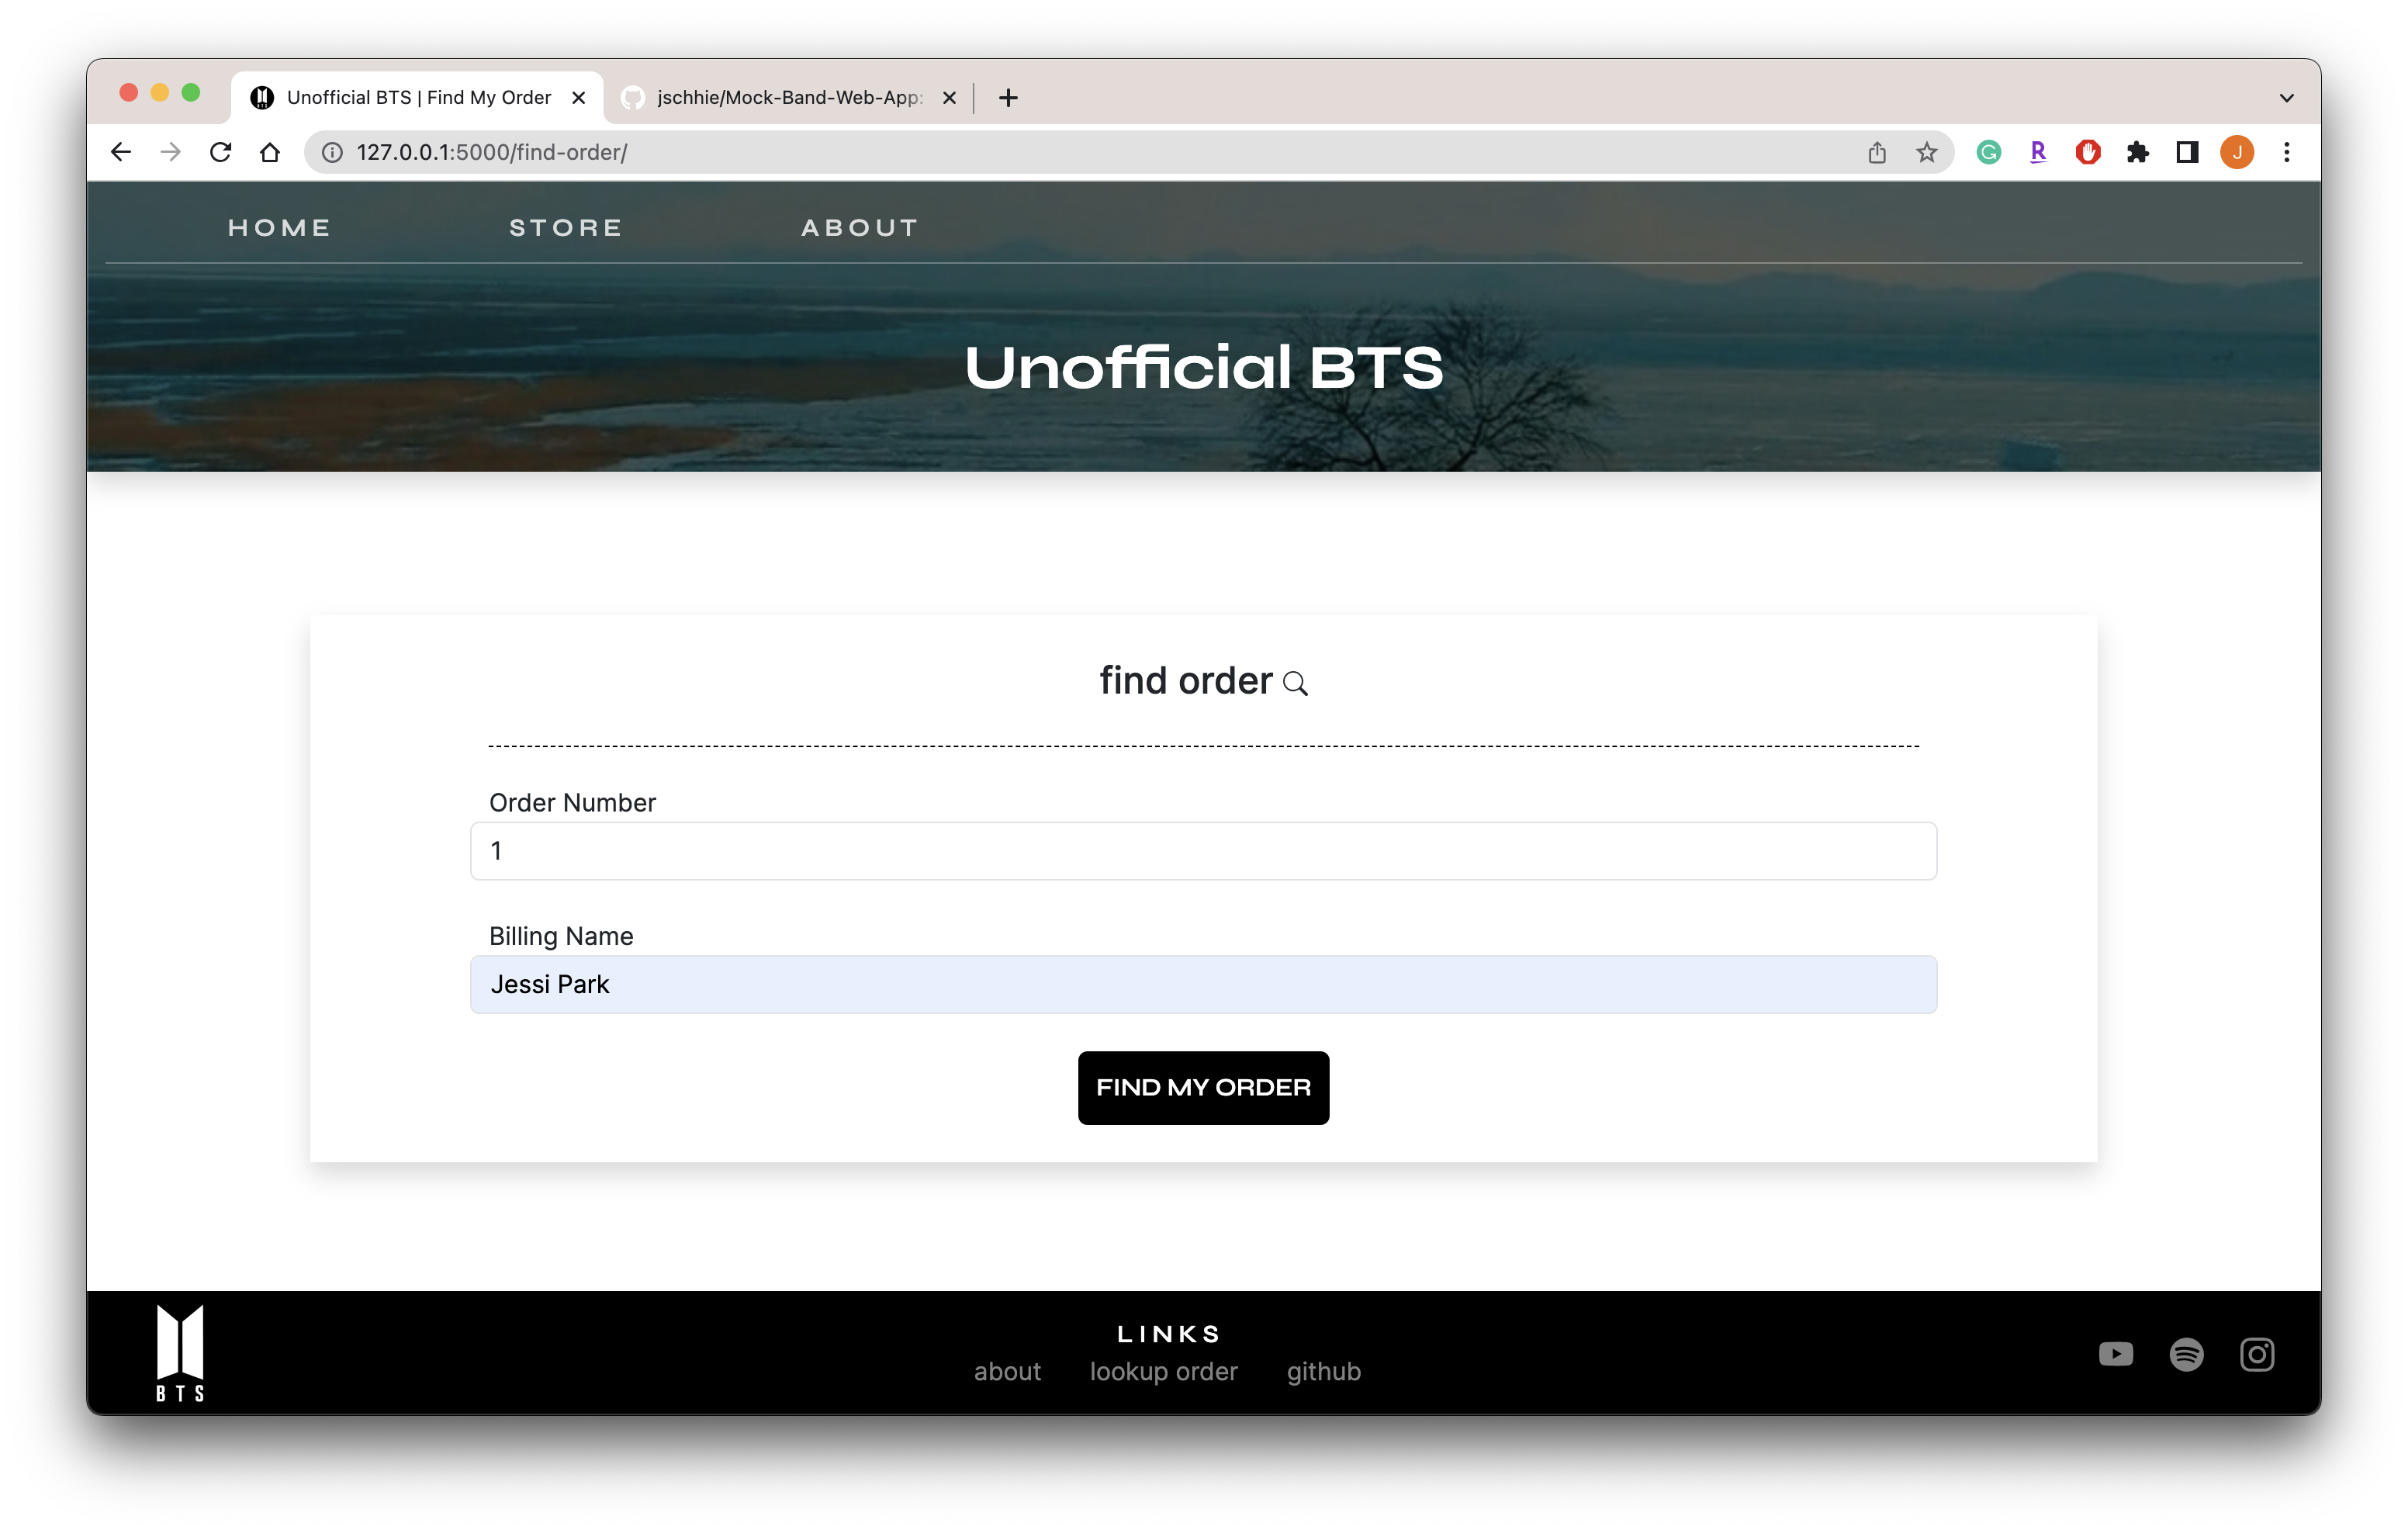 Unofficial BTS | Find My Order
jschhie/Mock-Band-Web-App:
127.0.0.1:5000/find-order/
J
HOME STORE ABOUT
Unofficial BTS
find order
Order Number
1
Billing Name
Jessi Park
FIND MY ORDER
BTS
LINKS
about lookup order github